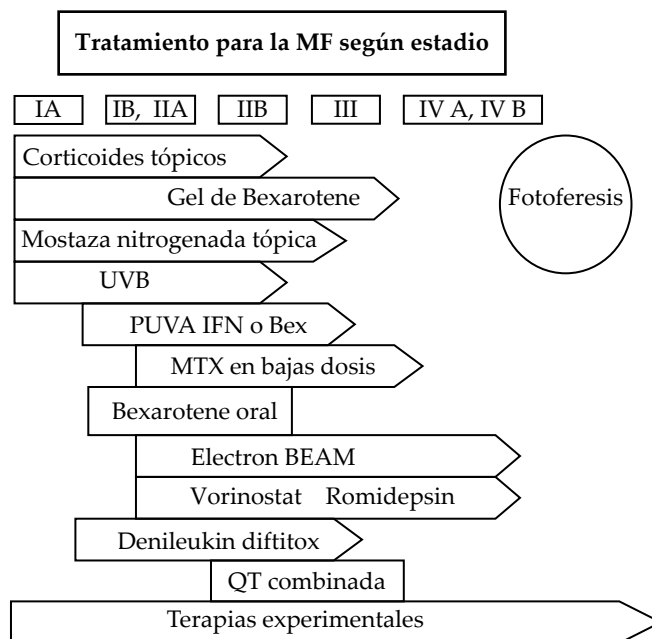 Tratamiento para la MF según estadio
IA IB, IIA IIB III IV A, IV B
Corticoides tópicos
Gel de Bexarotene
Fotoferesis
Mostaza nitrogenada tópica
UVB
PUVA IFN o Bex
MTX en bajas dosis
Bexarotene oral
Electron BEAM
Vorinostat Romidepsin
Denileukin diftitox
QT combinada
Terapias experimentales